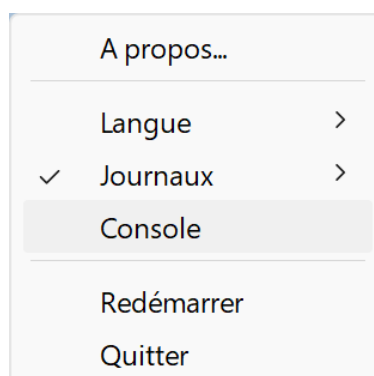 A propos...
Langue
Journaux
Console
Redémarrer
Quitter